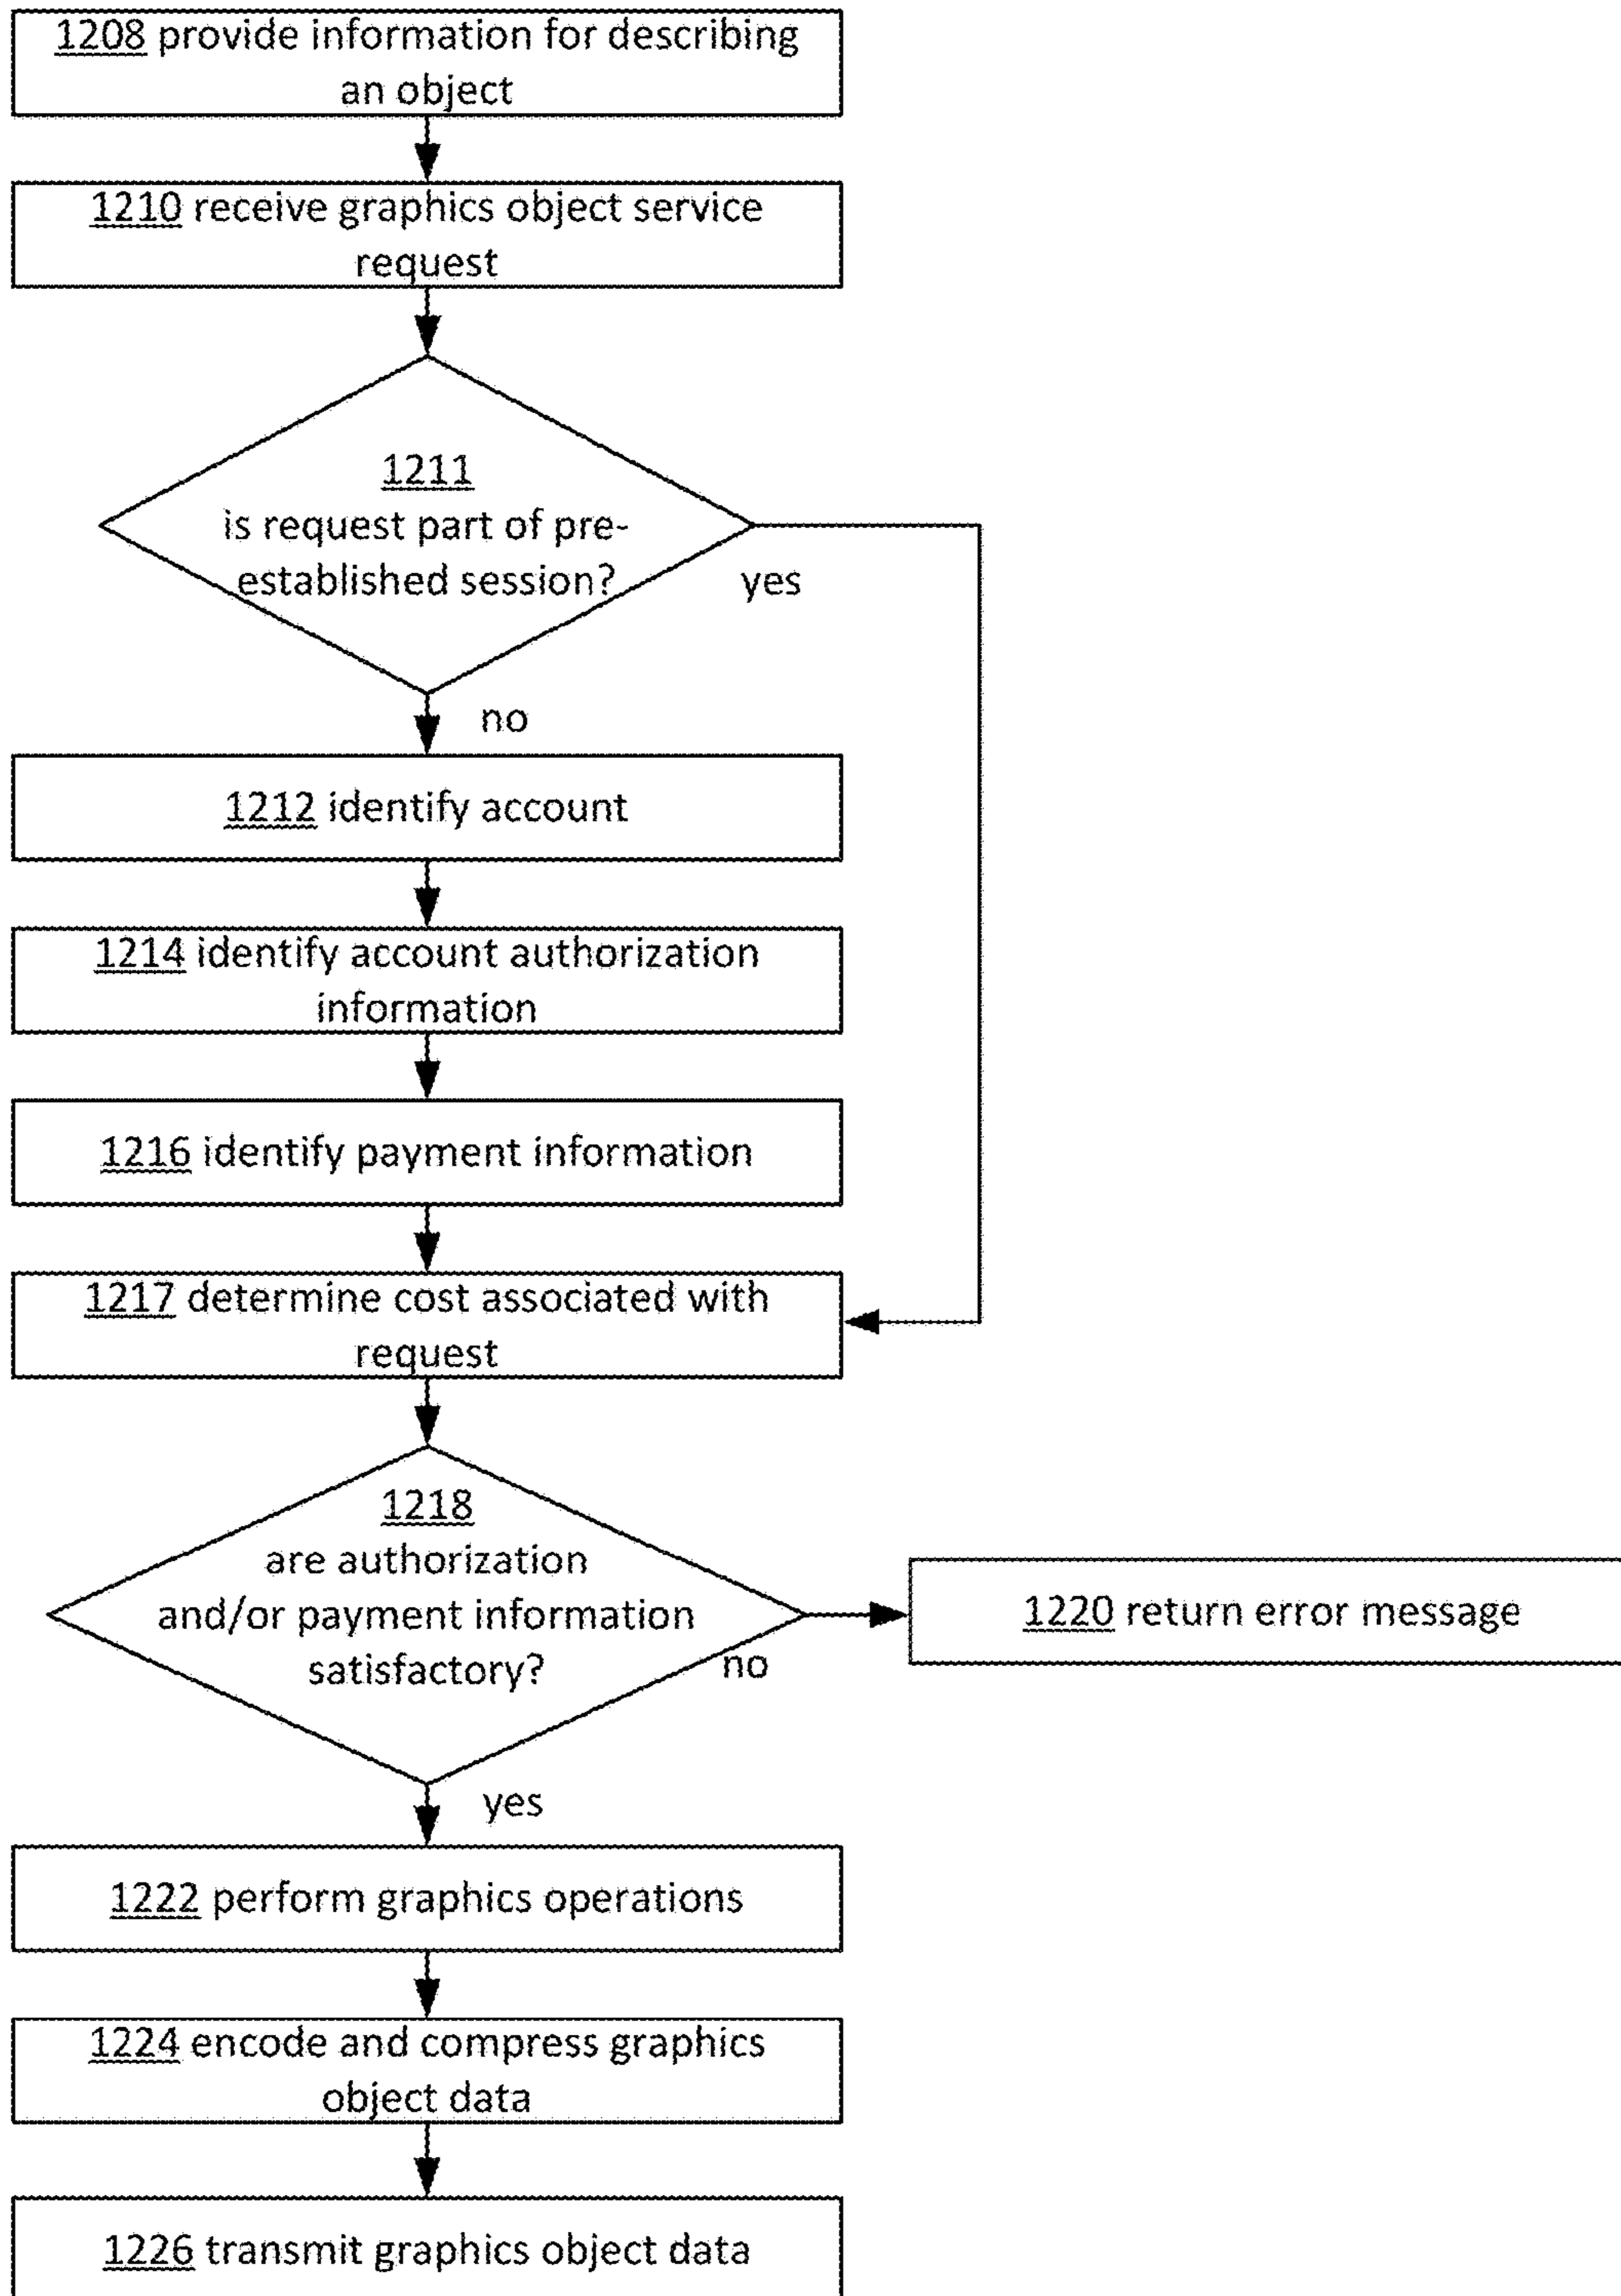 1208 provide information for describing
an object
1210 receive graphics object service
request
1211
is request part of pre-
established session?
yes
no
1212 identify account
1214 identify account authorization
information
1216 identify payment information
1217 determine cost associated with
request
1218
are authorization
and/or payment information
satisfactory?
no
1220 return error message
yes
1222 perform graphics operations
1224 encode and compress graphics
object data
1226 transmit graphics object data